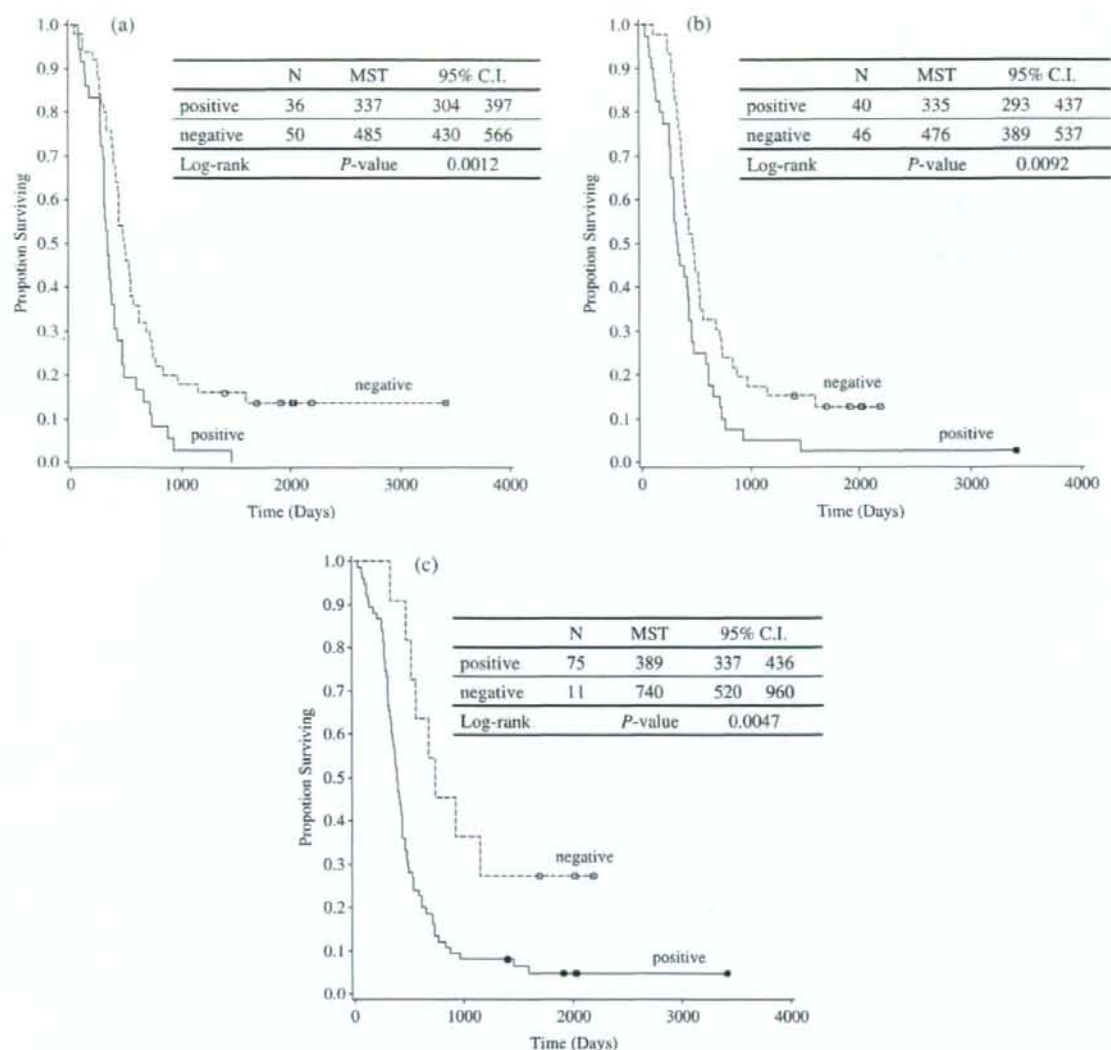 (a)
N MST 95% C.I.
positive 36 337 304 397
negative 50 485 430 566
Log-rank P-value 0.0012
Propotion Surviving
1.0
0.9
0.8
0.7
0.6
0.5
0.4
0.3
0.2
0.1
0.0
negative
positive
0 1000 2000 3000 4000
Time (Days)
(b)
N MST 95% C.I.
positive 40 335 293 437
negative 46 476 389 537
Log-rank P-value 0.0092
Propotion Surviving
1.0
0.9
0.8
0.7
0.6
0.5
0.4
0.3
0.2
0.1
0.0
negative
positive
0 1000 2000 3000 4000
Time (Days)
(c)
N MST 95% C.I.
positive 75 389 337 436
negative 11 740 520 960
Log-rank P-value 0.0047
Propotion Surviving
1.0
0.9
0.8
0.7
0.6
0.5
0.4
0.3
0.2
0.1
0.0
negative
positive
0 1000 2000 3000 4000
Time (Days)